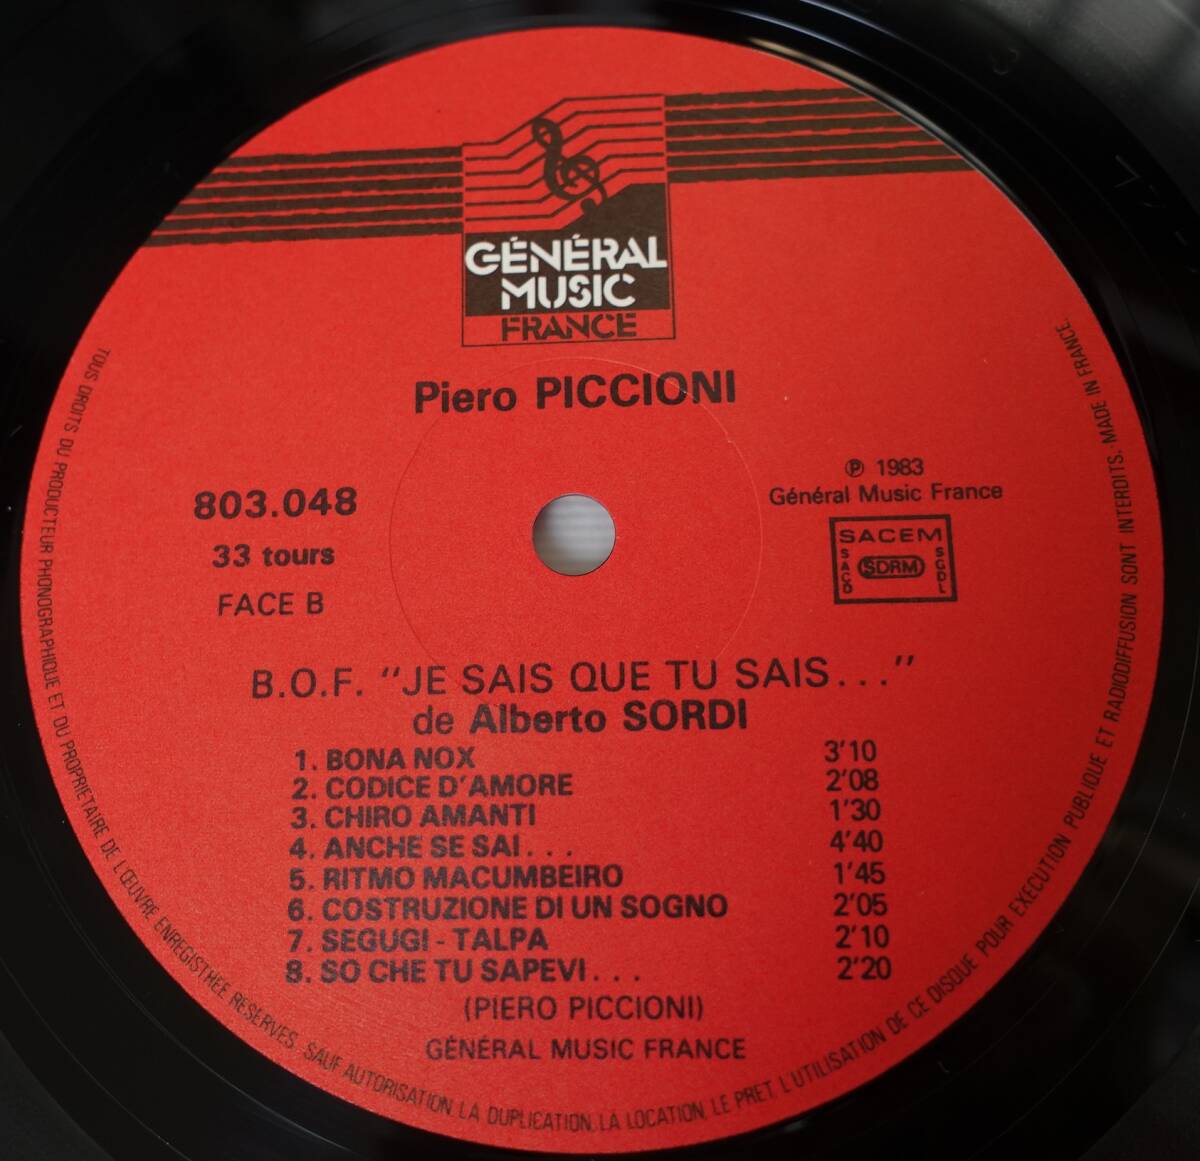 GÉNÉRAL
MUSIC
FRANCE
Piero PICCIONI
803.048
33 tours
FACE B
℗ 1983
Général Music France
SACEM
SACD
SDRM
SGDL
B.O.F. "JE SAIS QUE TU SAIS..."
de Alberto SORDI
1. BONA NOX 3'10
2. CODICE D'AMORE 2'08
3. CHIRO AMANTI 1'30
4. ANCHE SE SAI... 4'40
5. RITMO MACUMBEIRO 1'45
6. COSTRUZIONE DI UN SOGNO 2'05
7. SEGUGI - TALPA 2'10
8. SO CHE TU SAPEVI... 2'20
(PIERO PICCIONI)
GÉNÉRAL MUSIC FRANCE
TOUS DROITS DU PRODUCTEUR PHONOGRAPHIQUE ET DU PROPRIETAIRE DE L'ŒUVRE ENREGISTREE RESERVES. SAUF AUTORISATION, LA DUPLICATION, LA LOCATION, LE PRET, L'UTILISATION DE CE DISQUE POUR EXECUTION PUBLIQUE ET RADIODIFFUSION SONT INTERDITS. MADE IN FRANCE.